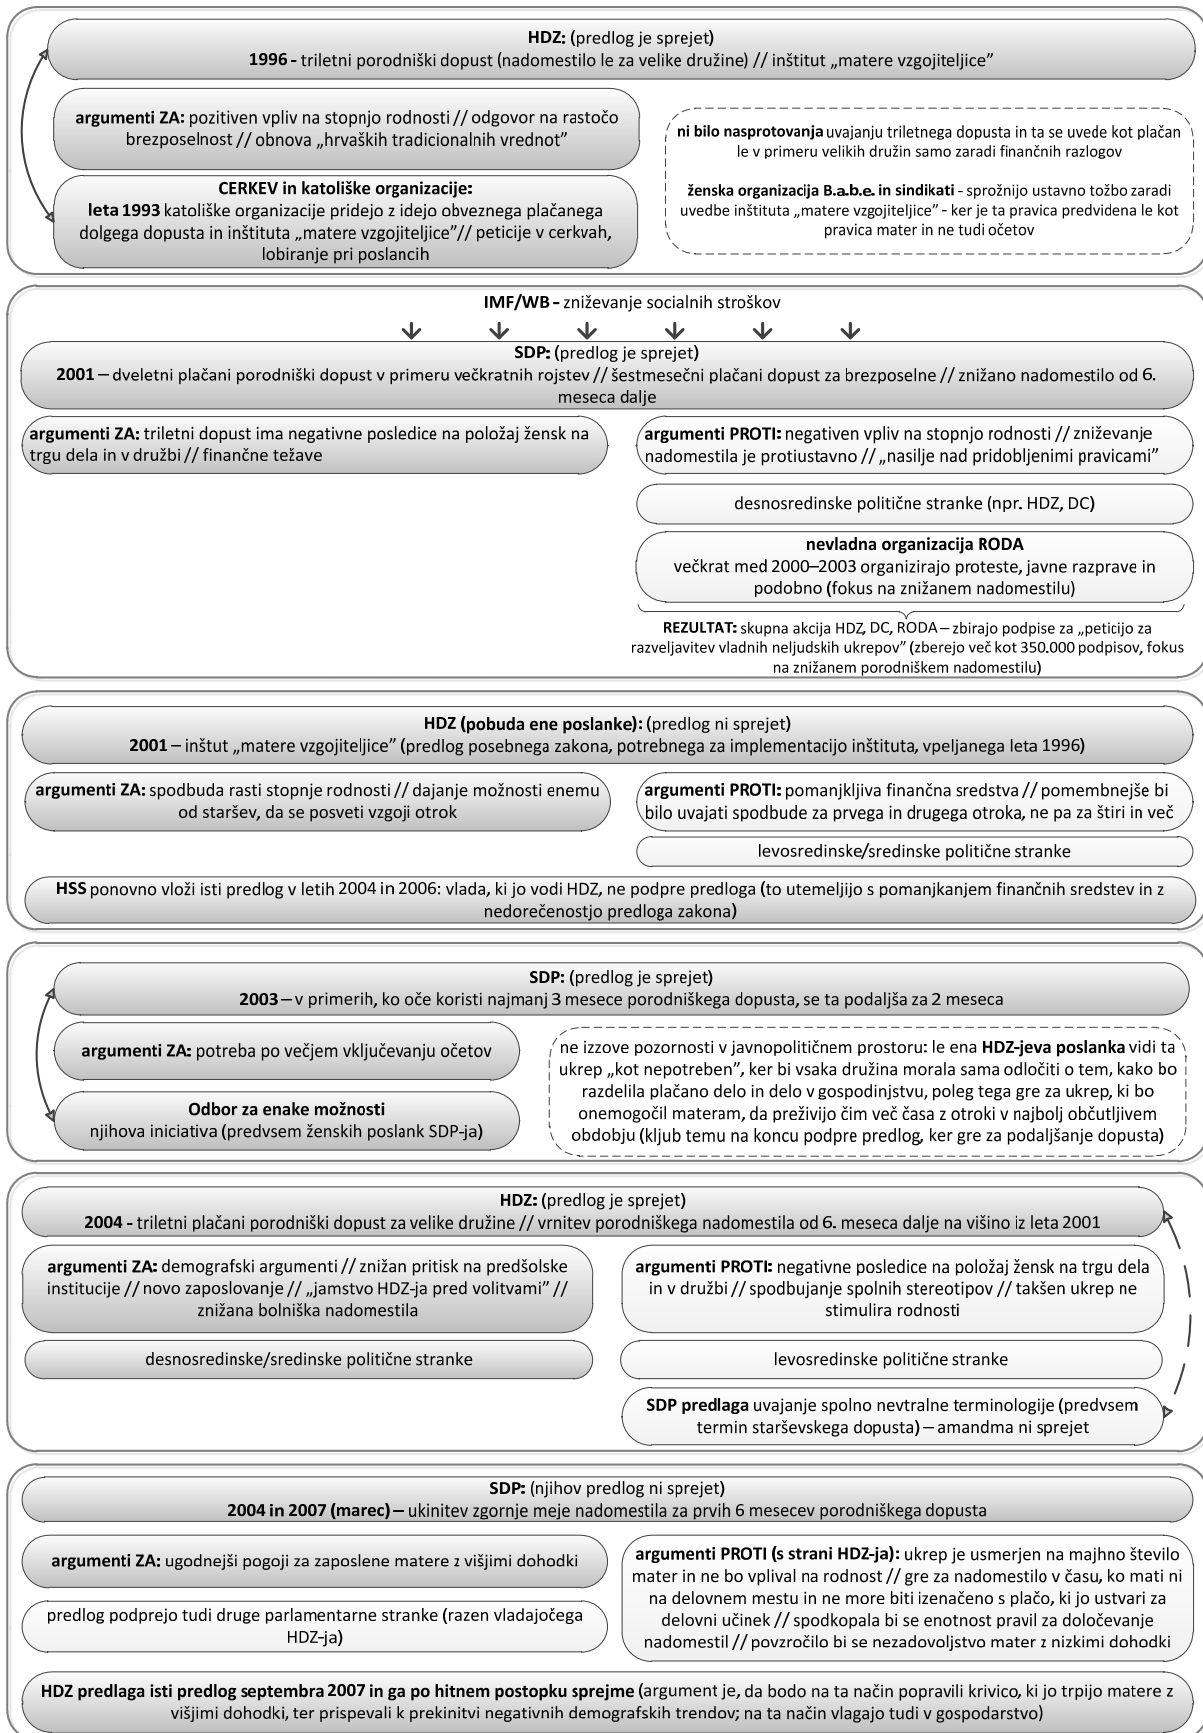 HDZ: (predlog je sprejet)
1996 - triletni porodniški dopust (nadomestilo le za velike družine) // inštitut „matere vzgojiteljice”
argumenti ZA: pozitiven vpliv na stopnjo rodnosti // odgovor na rastočo
brezposelnost // obnova „hrvaških tradicionalnih vrednot”
CERKEV in katoliške organizacije:
leta 1993 katoliške organizacije pridejo z idejo obveznega plačanega
dolgega dopusta in inštituta „matere vzgojiteljice”// peticije v cerkvah,
lobiranje pri poslancih
ni bilo nasprotovanja uvajanju triletnega dopusta in ta se uvede kot plačan
le v primeru velikih družin samo zaradi finančnih razlogov
ženska organizacija B.a.b.e. in sindikati - sprožnijo ustavno tožbo zaradi
uvedbe inštituta „matere vzgojiteljice” - ker je ta pravica predvidena le kot
pravica mater in ne tudi očetov
IMF/WB - zniževanje socialnih stroškov
SDP: (predlog je sprejet)
2001 – dveletni plačani porodniški dopust v primeru večkratnih rojstev // šestmesečni plačani dopust za brezposelne // znižano nadomestilo od 6.
meseca dalje
argumenti ZA: triletni dopust ima negativne posledice na položaj žensk na
trgu dela in v družbi // finančne težave
argumenti PROTI: negativen vpliv na stopnjo rodnosti // zniževanje
nadomestila je protiustavno // „nasilje nad pridobljenimi pravicami”
desnosredinske politične stranke (npr. HDZ, DC)
nevladna organizacija RODA
večkrat med 2000–2003 organizirajo proteste, javne razprave in
podobno (fokus na znižanem nadomestilu)
REZULTAT: skupna akcija HDZ, DC, RODA – zbirajo podpise za „peticijo za
razveljavitev vladnih neljudskih ukrepov” (zberejo več kot 350.000 podpisov, fokus
na znižanem porodniškem nadomestilu)
HDZ (pobuda ene poslanke): (predlog ni sprejet)
2001 – inštut „matere vzgojiteljice” (predlog posebnega zakona, potrebnega za implementacijo inštituta, vpeljanega leta 1996)
argumenti ZA: spodbuda rasti stopnje rodnosti // dajanje možnosti enemu
od staršev, da se posveti vzgoji otrok
argumenti PROTI: pomanjkljiva finančna sredstva // pomembnejše bi
bilo uvajati spodbude za prvega in drugega otroka, ne pa za štiri in več
levosredinske/sredinske politične stranke
HSS ponovno vloži isti predlog v letih 2004 in 2006: vlada, ki jo vodi HDZ, ne podpre predloga (to utemeljijo s pomanjkanjem finančnih sredstev in z
nedorečenostjo predloga zakona)
SDP: (predlog je sprejet)
2003 – v primerih, ko oče koristi najmanj 3 mesece porodniškega dopusta, se ta podaljša za 2 meseca
argumenti ZA: potreba po večjem vključevanju očetov
Odbor za enake možnosti
njihova iniciativa (predvsem ženskih poslank SDP-ja)
ne izzove pozornosti v javnopolitičnem prostoru: le ena HDZ-jeva poslanka vidi ta
ukrep „kot nepotreben”, ker bi vsaka družina morala sama odločiti o tem, kako bo
razdelila plačano delo in delo v gospodinjstvu, poleg tega gre za ukrep, ki bo
onemogočil materam, da preživijo čim več časa z otroki v najbolj občutljivem
obdobju (kljub temu na koncu podpre predlog, ker gre za podaljšanje dopusta)
HDZ: (predlog je sprejet)
2004 - triletni plačani porodniški dopust za velike družine // vrnitev porodniškega nadomestila od 6. meseca dalje na višino iz leta 2001
argumenti ZA: demografski argumenti // znižan pritisk na predšolske
institucije // novo zaposlovanje // „jamstvo HDZ-ja pred volitvami” //
znižana bolniška nadomestila
desnosredinske/sredinske politične stranke
argumenti PROTI: negativne posledice na položaj žensk na trgu dela
in v družbi // spodbujanje spolnih stereotipov // takšen ukrep ne
stimulira rodnosti
levosredinske politične stranke
SDP predlaga uvajanje spolno nevtralne terminologije (predvsem
termin starševskega dopusta) – amandma ni sprejet
SDP: (njihov predlog ni sprejet)
2004 in 2007 (marec) – ukinitev zgornje meje nadomestila za prvih 6 mesecev porodniškega dopusta
argumenti ZA: ugodnejši pogoji za zaposlene matere z višjimi dohodki
predlog podprejo tudi druge parlamentarne stranke (razen vladajočega
HDZ-ja)
argumenti PROTI (s strani HDZ-ja): ukrep je usmerjen na majhno število
mater in ne bo vplival na rodnost // gre za nadomestilo v času, ko mati ni
na delovnem mestu in ne more biti izenačeno s plačo, ki jo ustvari za
delovni učinek // spodkopala bi se enotnost pravil za določevanje
nadomestil // povzročilo bi se nezadovoljstvo mater z nizkimi dohodki
HDZ predlaga isti predlog septembra 2007 in ga po hitnem postopku sprejme (argument je, da bodo na ta način popravili krivico, ki jo trpijo matere z
višjimi dohodki, ter prispevali k prekinitvi negativnih demografskih trendov; na ta način vlagajo tudi v gospodarstvo)